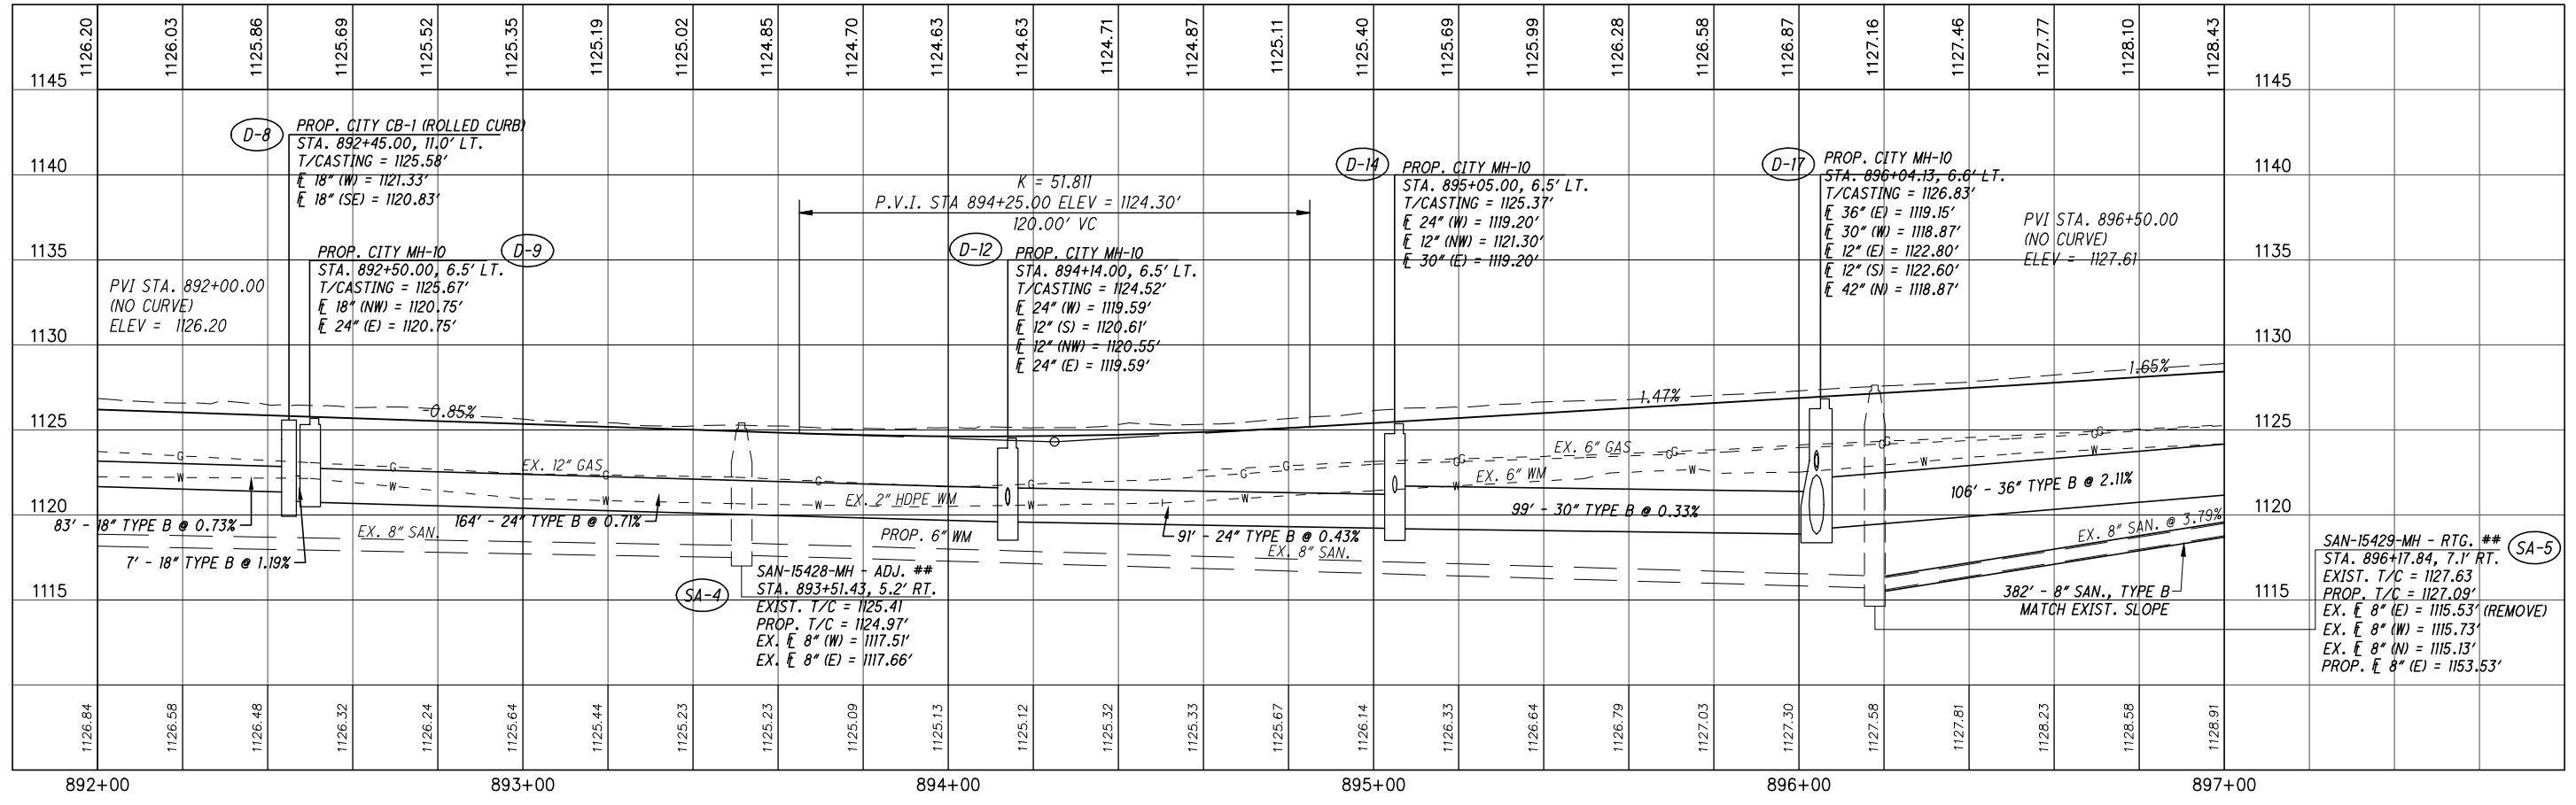 1126.20 1126.03 1125.86 1125.69 1125.52 1125.35 1125.19 1125.02 1124.85 1124.70 1124.63 1124.63 1124.71 1124.87 1125.11 1125.40 1125.69 1125.99 1126.28 1126.58 1126.87 1127.16 1127.46 1127.77 1128.10 1128.43
1145 1145
1140 1140
1135 1135
1130 1130
1125 1125
1120 1120
1115 1115
D-8
PROP. CITY CB-1 (ROLLED CURB)
STA. 892+45.00, 11.0' LT.
T/CASTING = 1125.58'
FL 18" (W) = 1121.33'
FL 18" (SE) = 1120.83'
D-9
PROP. CITY MH-10
STA. 892+50.00, 6.5' LT.
T/CASTING = 1125.67'
FL 18" (NW) = 1120.75'
FL 24" (E) = 1120.75'
PVI STA. 892+00.00
(NO CURVE)
ELEV = 1126.20
K = 51.811
P.V.I. STA 894+25.00 ELEV = 1124.30'
120.00' VC
D-12
PROP. CITY MH-10
STA. 894+14.00, 6.5' LT.
T/CASTING = 1124.52'
FL 24" (W) = 1119.59'
FL 12" (S) = 1120.61'
FL 12" (NW) = 1120.55'
FL 24" (E) = 1119.59'
D-14
PROP. CITY MH-10
STA. 895+05.00, 6.5' LT.
T/CASTING = 1125.37'
FL 24" (W) = 1119.20'
FL 12" (NW) = 1121.30'
FL 30" (E) = 1119.20'
D-17
PROP. CITY MH-10
STA. 896+04.13, 6.6' LT.
T/CASTING = 1126.83'
FL 36" (E) = 1119.15'
FL 30" (W) = 1118.87'
FL 12" (E) = 1122.80'
FL 12" (S) = 1122.60'
FL 42" (N) = 1118.87'
PVI STA. 896+50.00
(NO CURVE)
ELEV = 1127.61
-0.85%
1.47%
1.65%
G G G G G G G G G G G
W W W W W W W W W W W
EX. 12" GAS
EX. 6" GAS
EX. 2" HDPE WM
EX. 6" WM
83' - 18" TYPE B @ 0.73%
7' - 18" TYPE B @ 1.19%
164' - 24" TYPE B @ 0.71%
EX. 8" SAN.
PROP. 6" WM
91' - 24" TYPE B @ 0.43%
EX. 8" SAN.
99' - 30" TYPE B @ 0.33%
106' - 36" TYPE B @ 2.11%
EX. 8" SAN. @ 3.79%
382' - 8" SAN., TYPE B
MATCH EXIST. SLOPE
SA-4
SAN-15428-MH - ADJ. ##
STA. 893+51.43, 5.2' RT.
EXIST. T/C = 1125.41
PROP. T/C = 1124.97'
EX. FL 8" (W) = 1117.51'
EX. FL 8" (E) = 1117.66'
SA-5
SAN-15429-MH - RTG. ##
STA. 896+17.84, 7.1' RT.
EXIST. T/C = 1127.63
PROP. T/C = 1127.09'
EX. FL 8" (E) = 1115.53' (REMOVE)
EX. FL 8" (W) = 1115.73'
EX. FL 8" (N) = 1115.13'
PROP. FL 8" (E) = 1153.53'
1126.84 1126.58 1126.48 1126.32 1126.24 1125.64 1125.44 1125.23 1125.23 1125.09 1125.13 1125.12 1125.32 1125.33 1125.67 1126.14 1126.33 1126.64 1126.79 1127.03 1127.30 1127.58 1127.81 1128.23 1128.58 1128.91
892+00 893+00 894+00 895+00 896+00 897+00